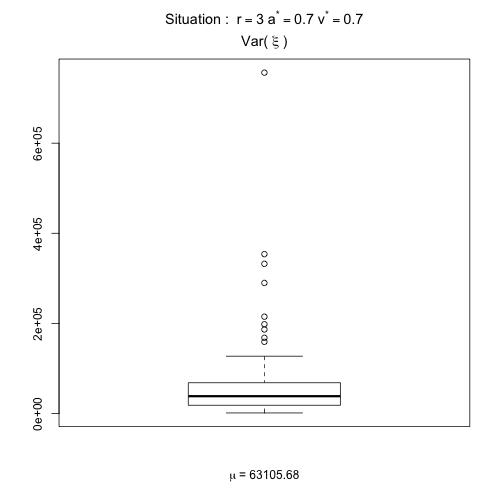 Situation :  r = 3 a* = 0.7 v* = 0.7
Var( ξ )
6e+05
4e+05
2e+05
0e+00
μ = 63105.68